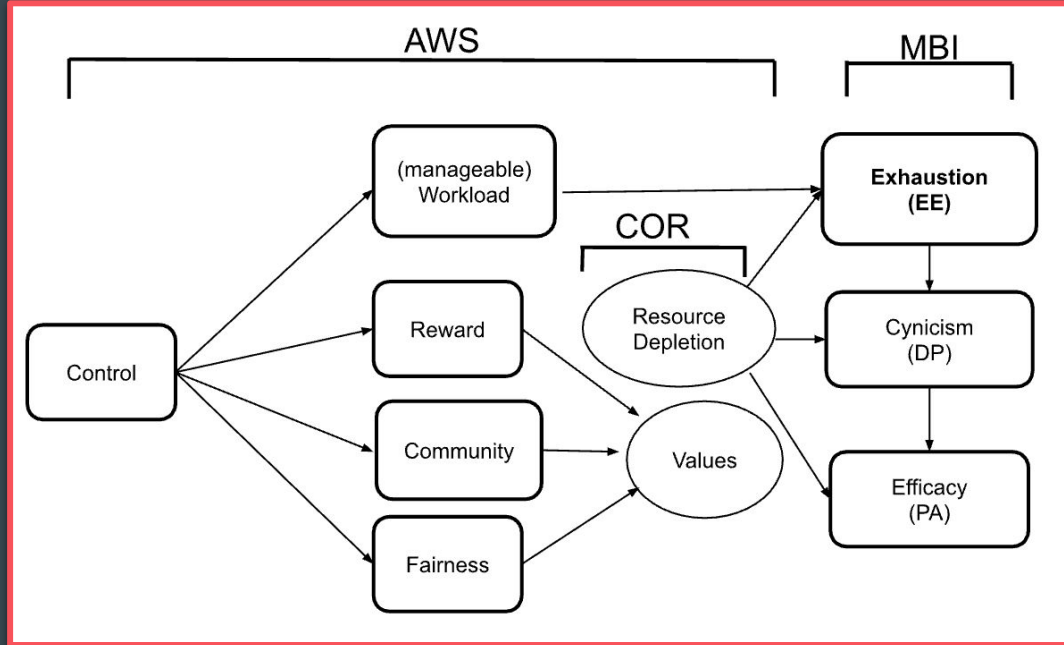 AWS
MBI
(manageable)
Workload
Exhaustion
(EE)
COR
Resource
Depletion
Reward
Cynicism
(DP)
Control
Community
Values
Efficacy
(PA)
Fairness